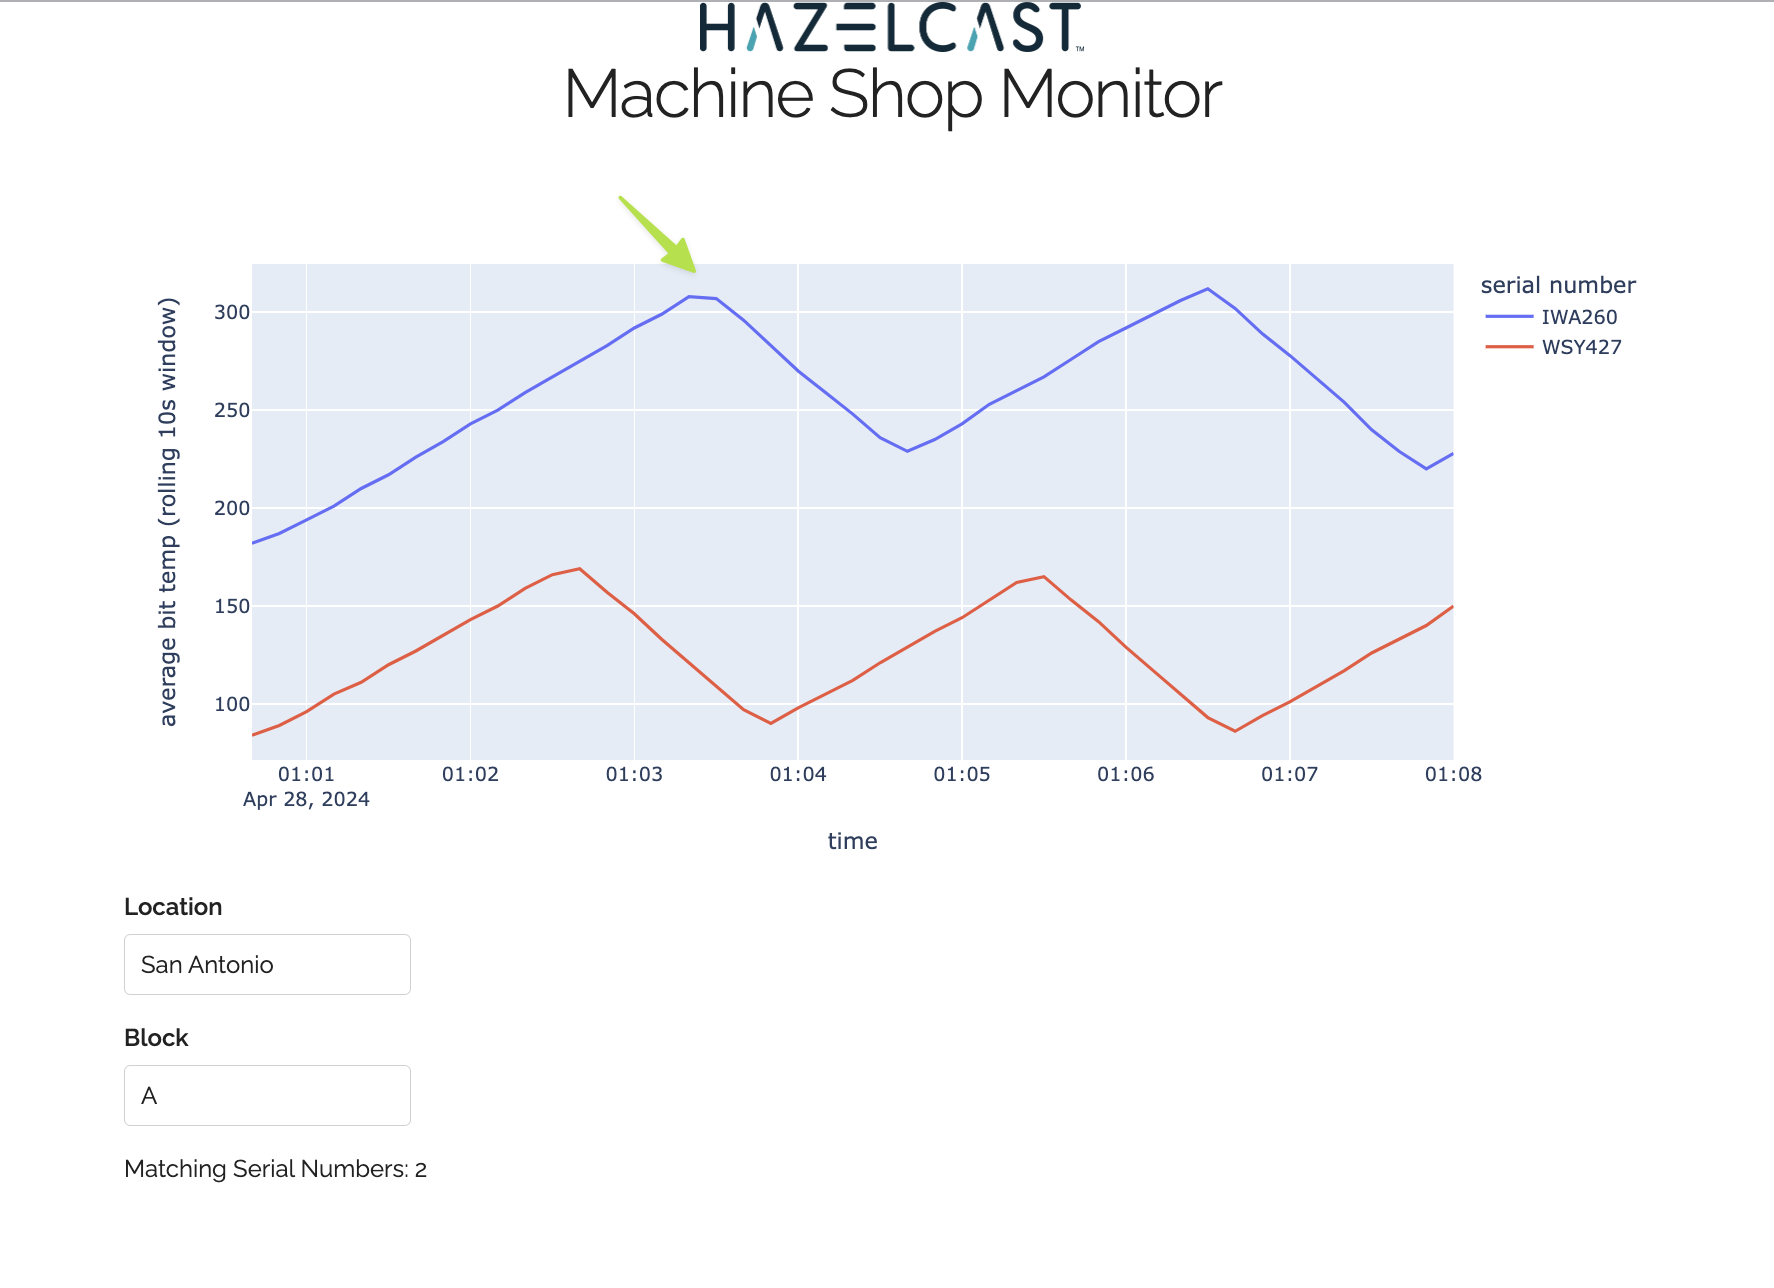 HAZELCAST™
Machine Shop Monitor
average bit temp (rolling 10s window)
300
250
200
150
100
01:01
01:02
01:03
01:04
01:05
01:06
01:07
01:08
Apr 28, 2024
time
serial number
IWA260
WSY427
Location
San Antonio
Block
A
Matching Serial Numbers: 2